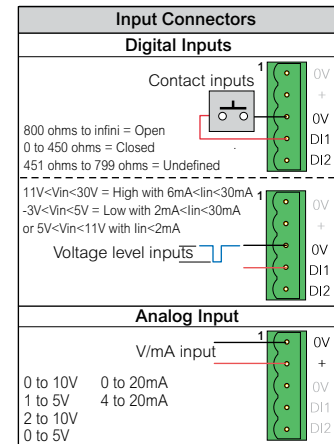 Input Connectors
Digital Inputs
1
Contact inputs
0V
+
0V
DI1
DI2
800 ohms to infini = Open
0 to 450 ohms = Closed
451 ohms to 799 ohms = Undefined
11V<Vin<30V = High with 6mA<Iin<30mA
-3V<Vin<5V = Low with 2mA<Iin<30mA
or 5V<Vin<11V with Iin<2mA
1
0V
+
0V
DI1
DI2
Voltage level inputs
Analog Input
1
V/mA input
0V
+
0V
DI1
DI2
0 to 10V 0 to 20mA
1 to 5V 4 to 20mA
2 to 10V
0 to 5V